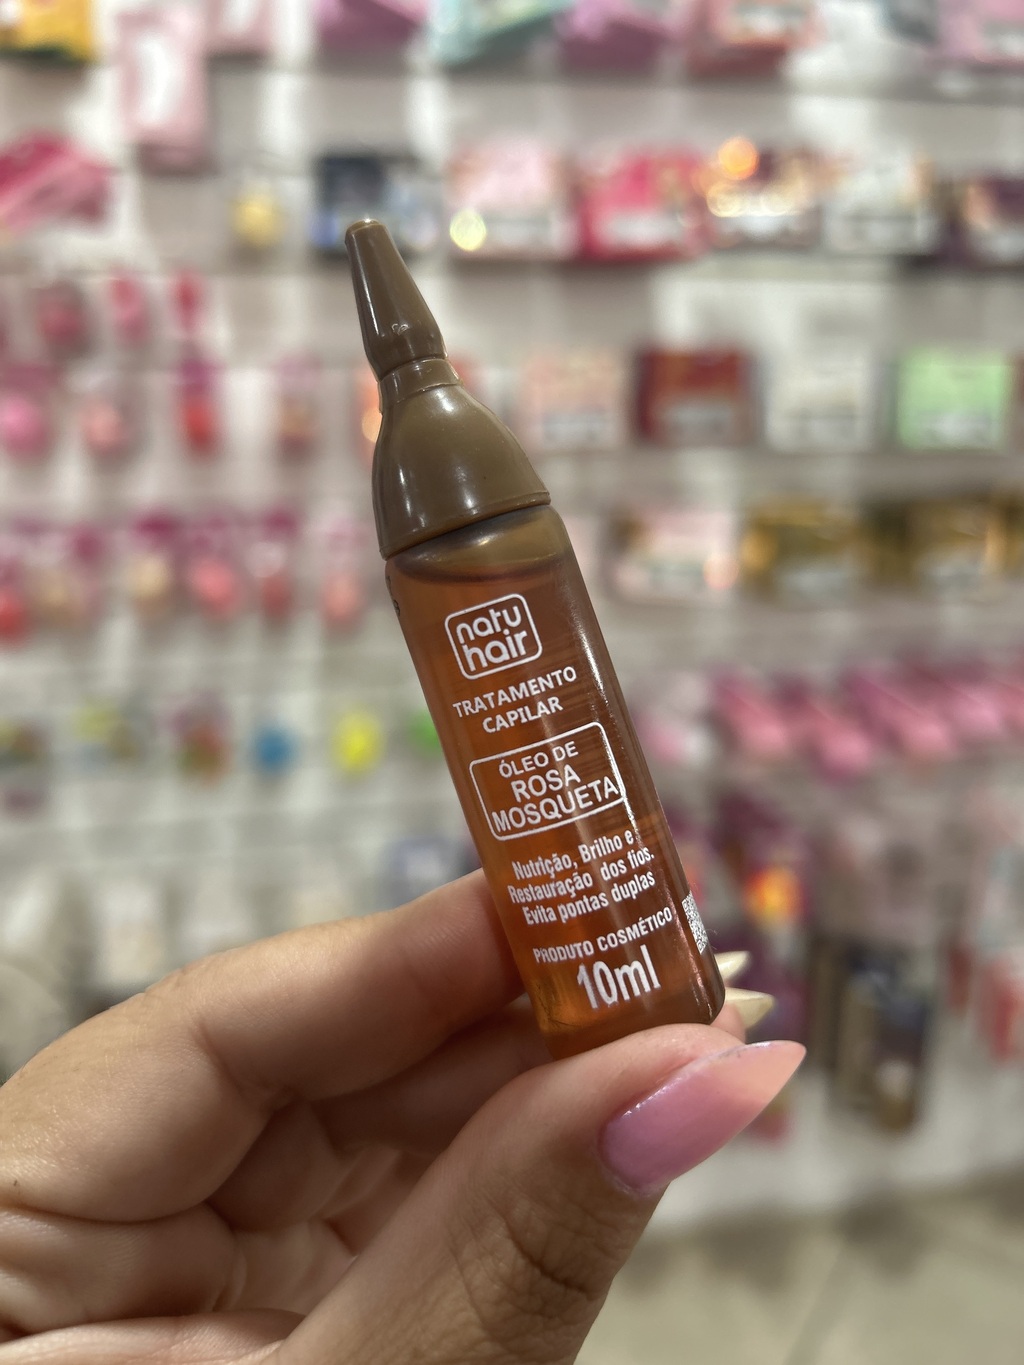 natu
hair
TRATAMENTO
CAPILAR
ÓLEO DE
ROSA
MOSQUETA
Nutrição, Brilho e
Restauração dos fios.
Evita pontas duplas
PRODUTO COSMÉTICO
10ml